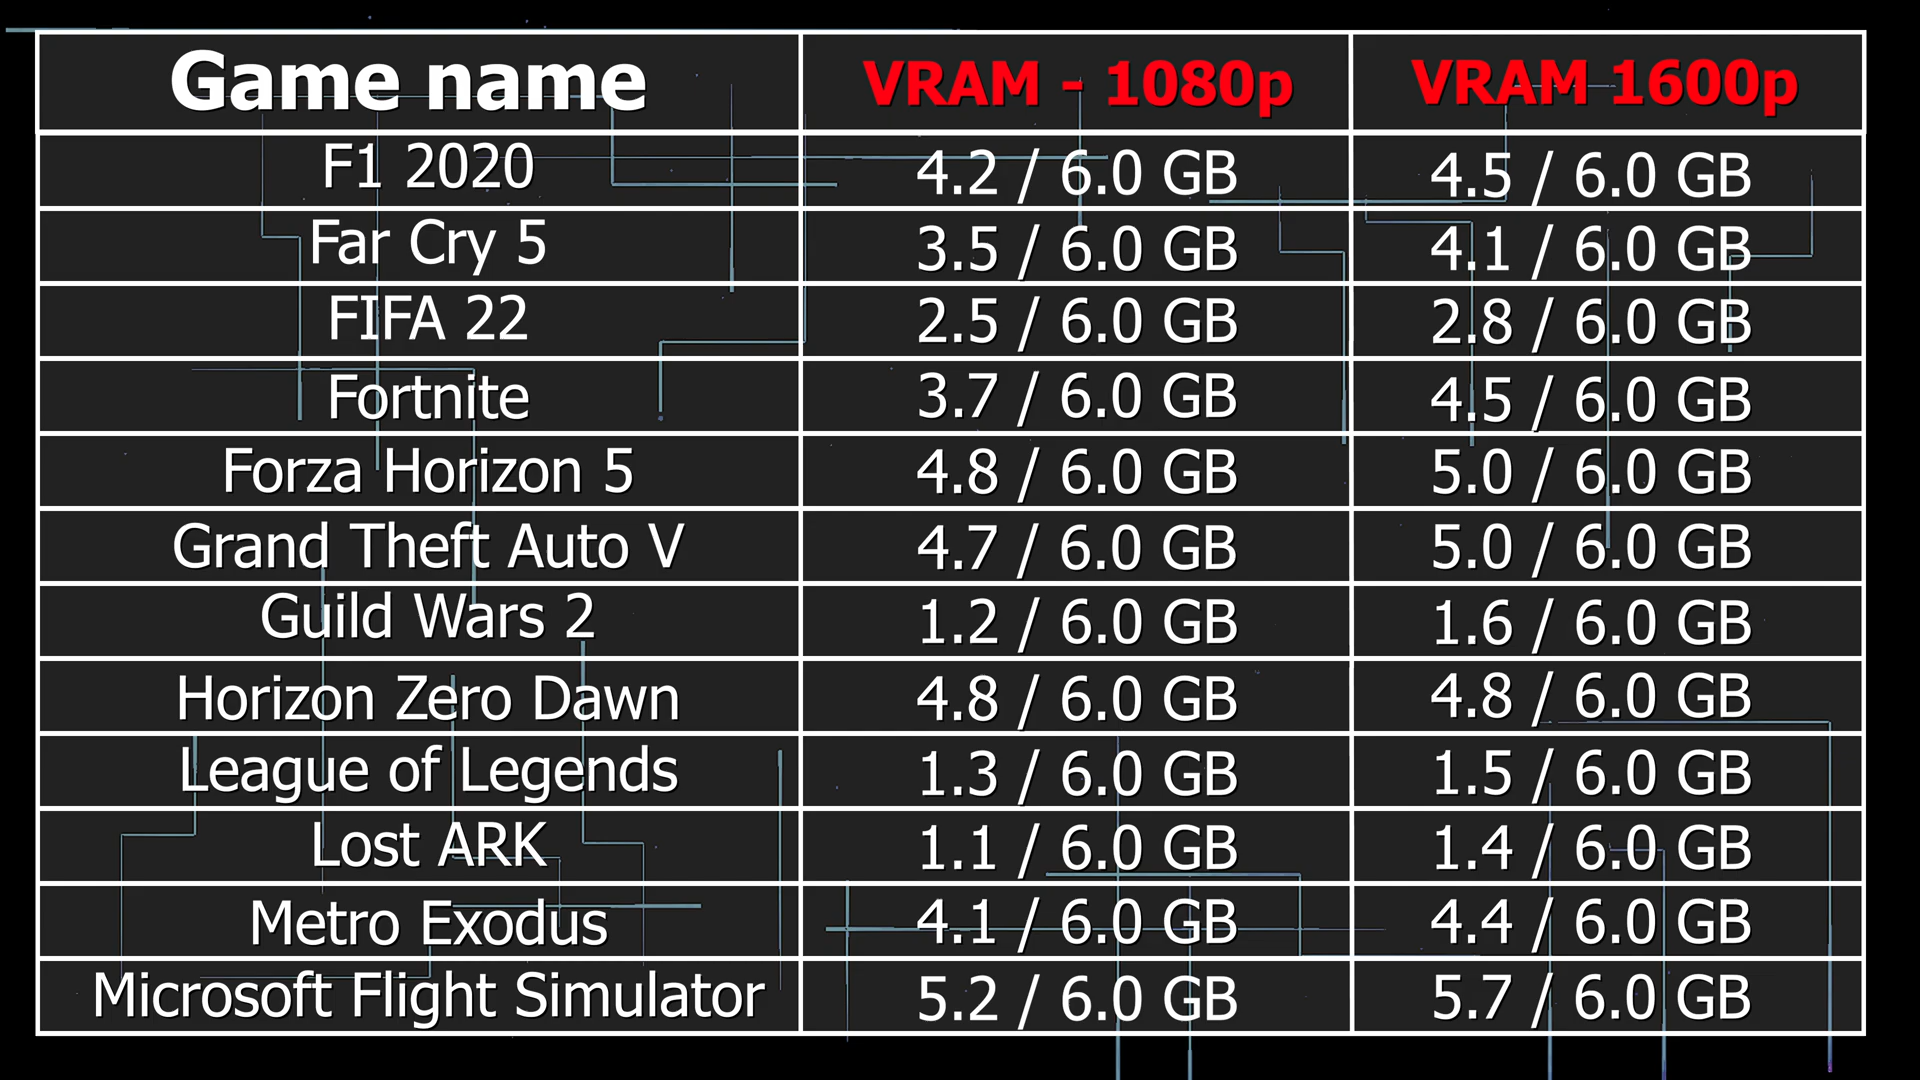 Game name VRAM - 1080p VRAM 1600p
F1 2020 4.2 / 6.0 GB 4.5 / 6.0 GB
Far Cry 5 3.5 / 6.0 GB 4.1 / 6.0 GB
FIFA 22 2.5 / 6.0 GB 2.8 / 6.0 GB
Fortnite 3.7 / 6.0 GB 4.5 / 6.0 GB
Forza Horizon 5 4.8 / 6.0 GB 5.0 / 6.0 GB
Grand Theft Auto V 4.7 / 6.0 GB 5.0 / 6.0 GB
Guild Wars 2 1.2 / 6.0 GB 1.6 / 6.0 GB
Horizon Zero Dawn 4.8 / 6.0 GB 4.8 / 6.0 GB
League of Legends 1.3 / 6.0 GB 1.5 / 6.0 GB
Lost ARK 1.1 / 6.0 GB 1.4 / 6.0 GB
Metro Exodus 4.1 / 6.0 GB 4.4 / 6.0 GB
Microsoft Flight Simulator 5.2 / 6.0 GB 5.7 / 6.0 GB